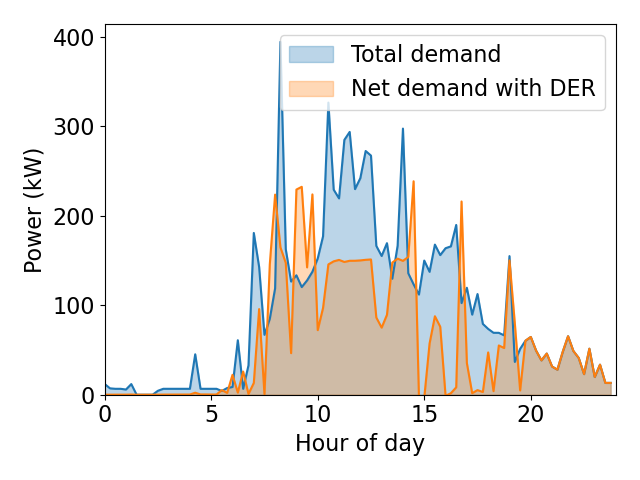 Total demand
Net demand with DER
400
300
200
100
0
Power (kW)
0 5 10 15 20
Hour of day